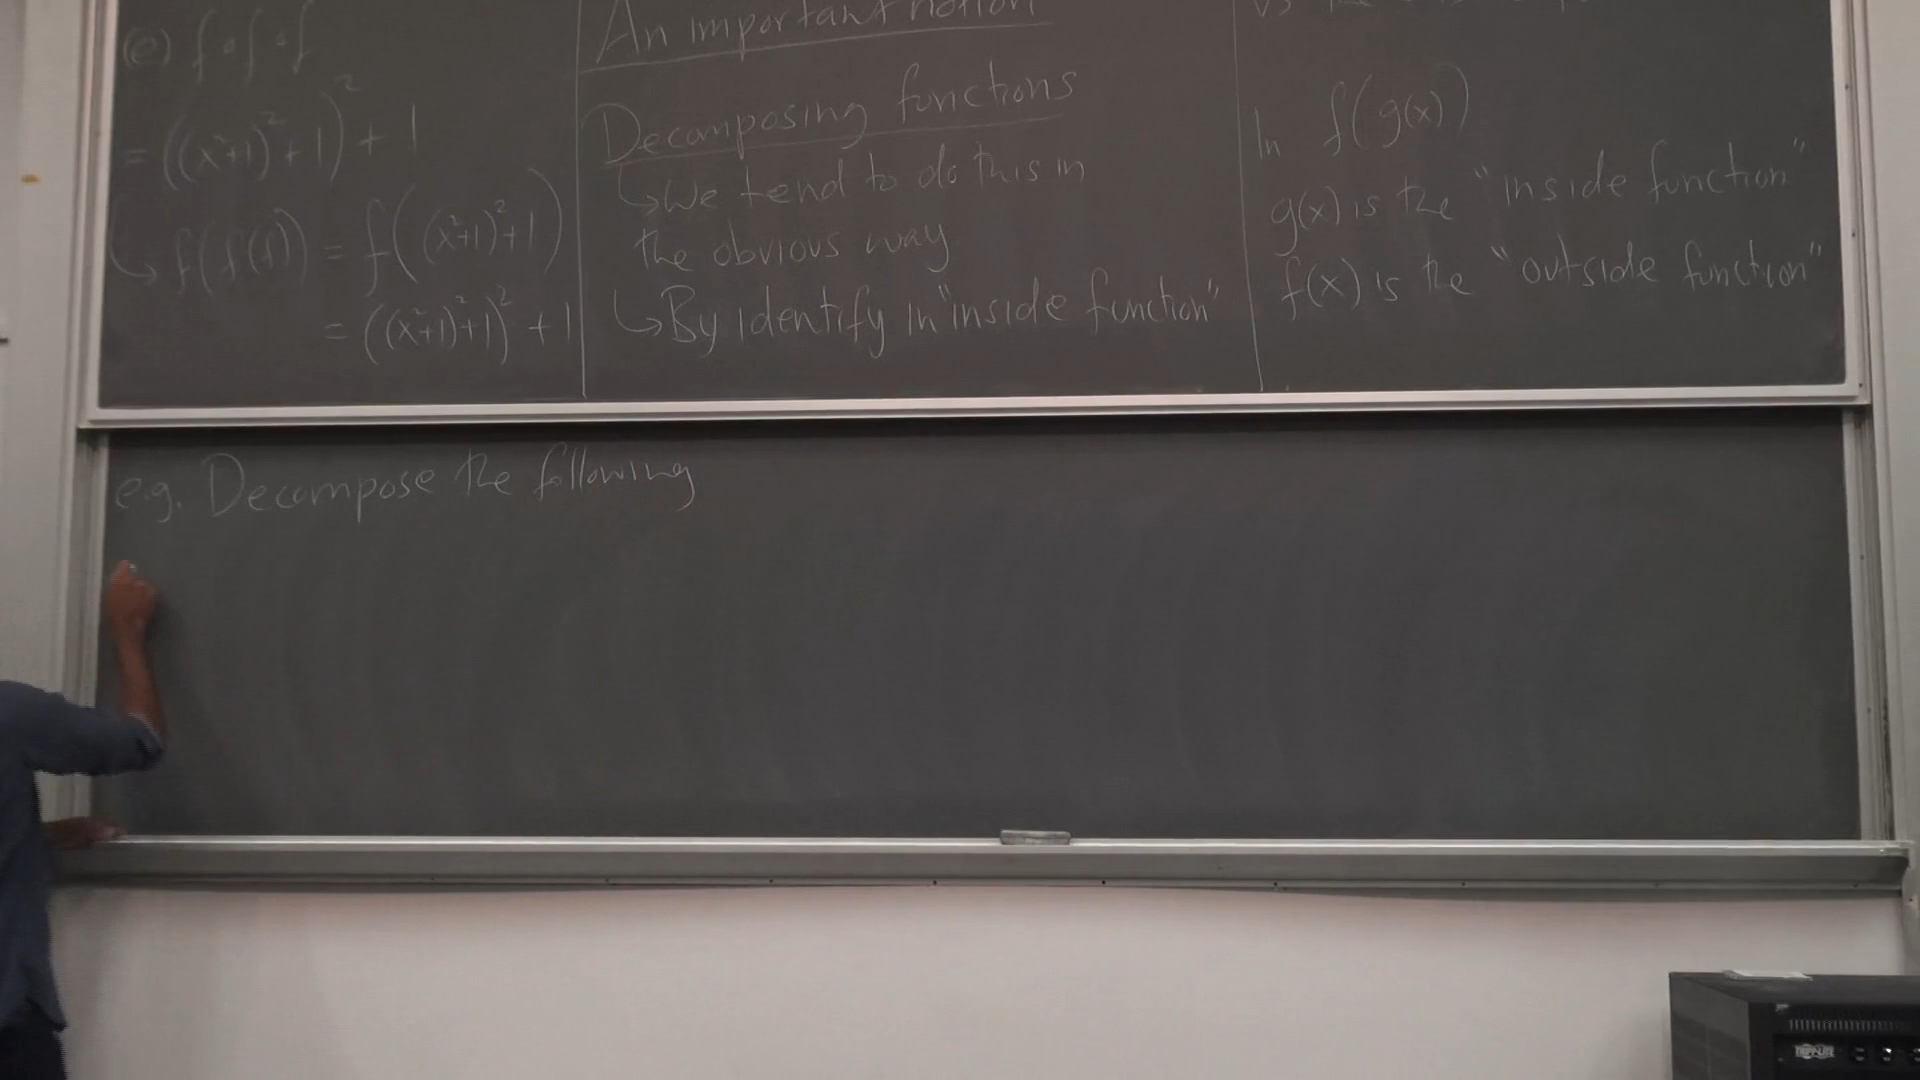 (e) f∘f∘f
= ((x²+1)²+1)²+1
↳ f(f(f)) = f((x²+1)²+1)
= ((x²+1)²+1)²+1
An important notion
Decomposing functions
↳ We tend to do this in
the obvious way
↳ By identify in "inside function"
In f(g(x))
g(x) is the "inside function"
f(x) is the "outside function"
e.g. Decompose the following
TRIPP-LITE